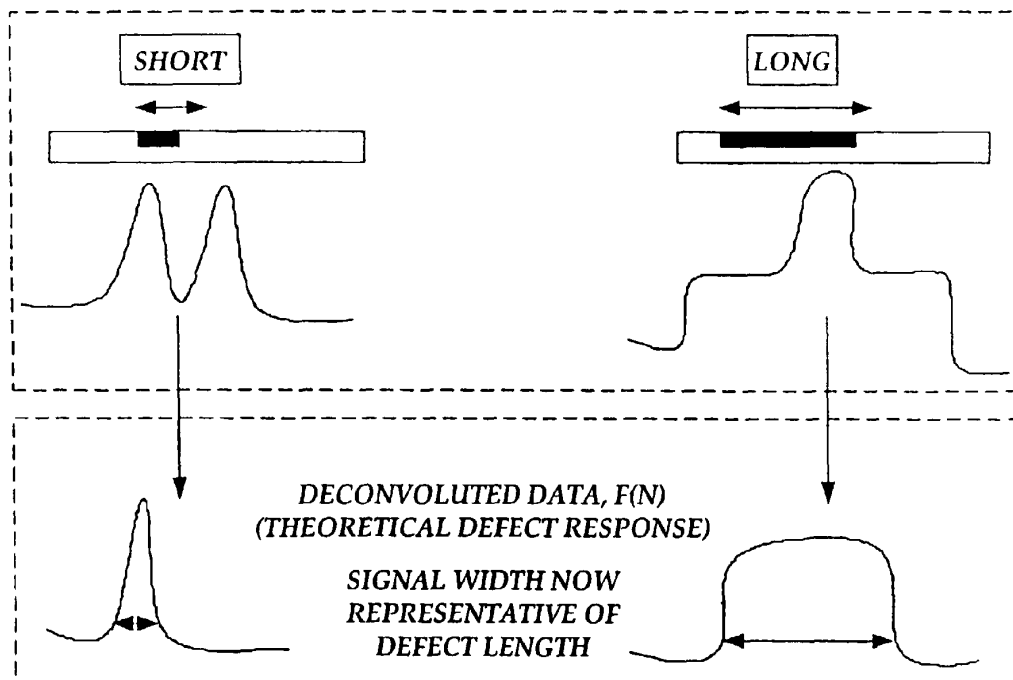 SHORT
LONG
DECONVOLUTED DATA, F(N)
(THEORETICAL DEFECT RESPONSE)
SIGNAL WIDTH NOW
REPRESENTATIVE OF
DEFECT LENGTH